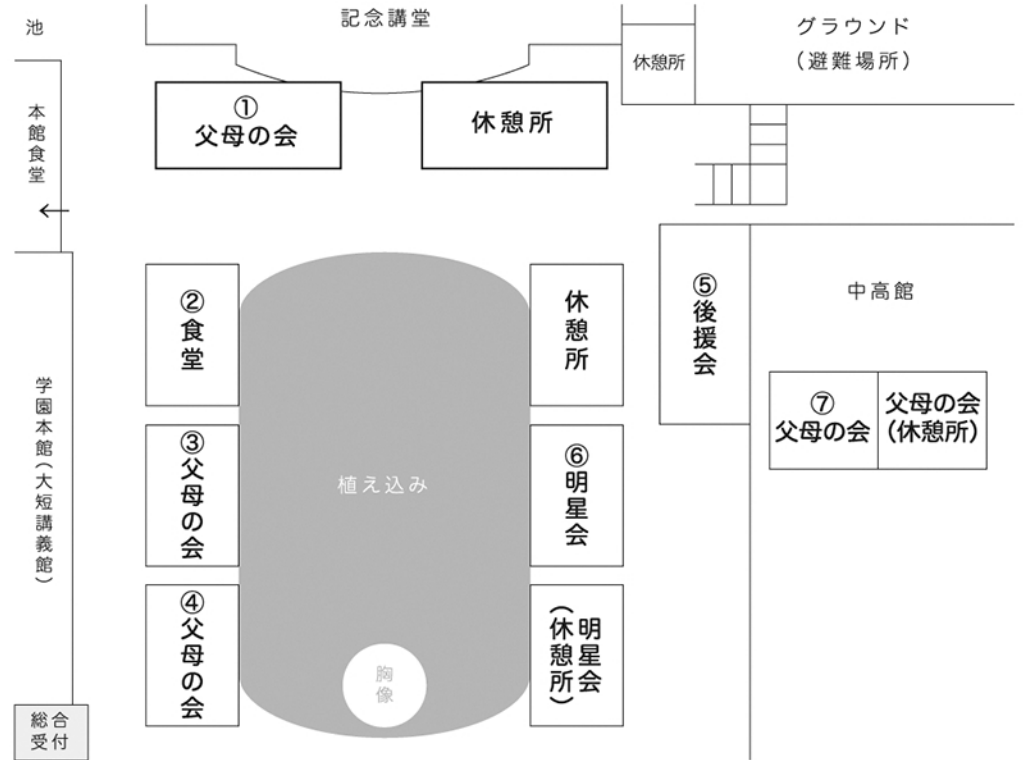 池
記念講堂
グラウンド
（避難場所）
休憩所
本館食堂
①
父母の会
休憩所
②食堂
休憩所
⑤後援会
中高館
⑦
父母の会
父母の会
（休憩所）
学園本館（大短講義館）
③父母の会
植え込み
⑥明星会
④父母の会
胸像
明星会
（休憩所）
総合
受付